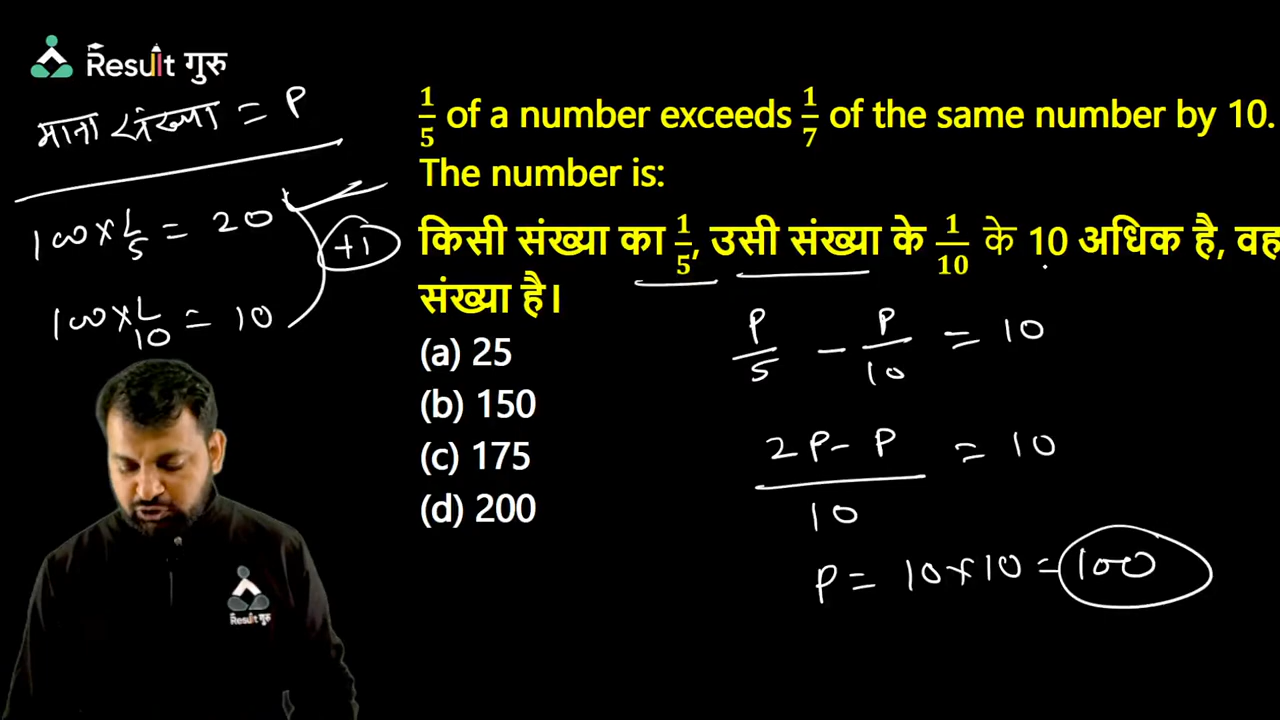 Result गुरु
माना संख्या = P
100 × 1/5 = 20
+1
100 × 1/10 = 10
1/5 of a number exceeds 1/7 of the same number by 10.
The number is:
किसी संख्या का 1/5, उसी संख्या के 1/10 के 10 अधिक है, वह
संख्या है।
(a) 25
(b) 150
(c) 175
(d) 200
P/5 - P/10 = 10
2P - P / 10 = 10
P = 10 × 10 = 100
Result गुरु